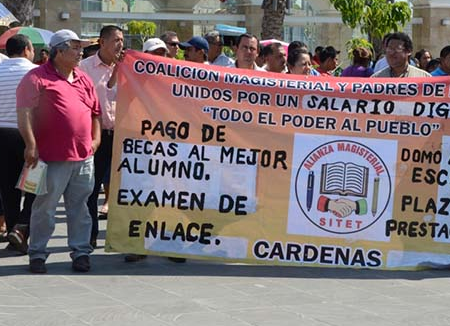 COALICIÓN MAGISTERIAL Y PADRES DE
UNIDOS POR UN SALARIO DIG
"TODO EL PODER AL PUEBLO"
PAGO DE
BECAS AL MEJOR
ALUMNO.
EXAMEN DE
ENLACE.
ALIANZA MAGISTERIAL
SITET
DOMO
ESC
PLAZ
PRESTA
CARDENAS